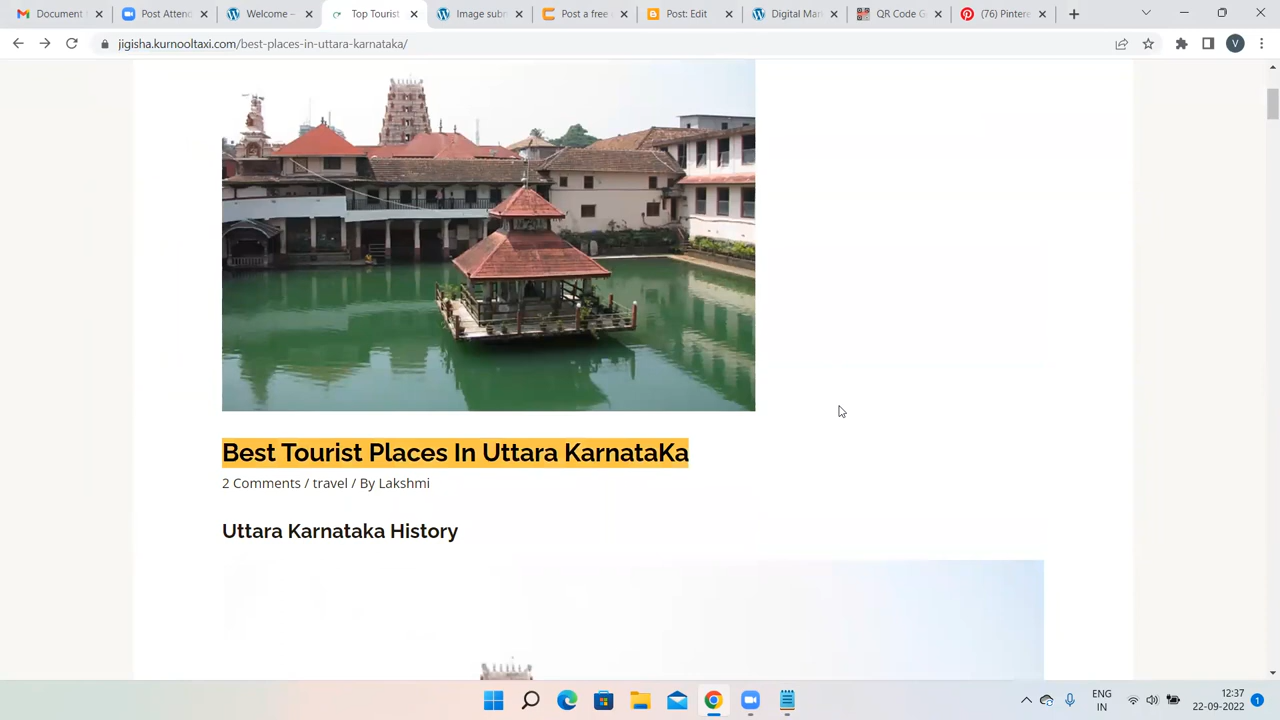 Document
Post Attend
Welcome –
Top Tourist
Image sub
Post a free
Post: Edit
Digital Man
QR Code G
(76) Pintere
jigisha.kurnooltaxi.com/best-places-in-uttara-karnataka/
V
Best Tourist Places In Uttara KarnataKa
2 Comments / travel / By Lakshmi
Uttara Karnataka History
ENG
IN
12:37
22-09-2022
1